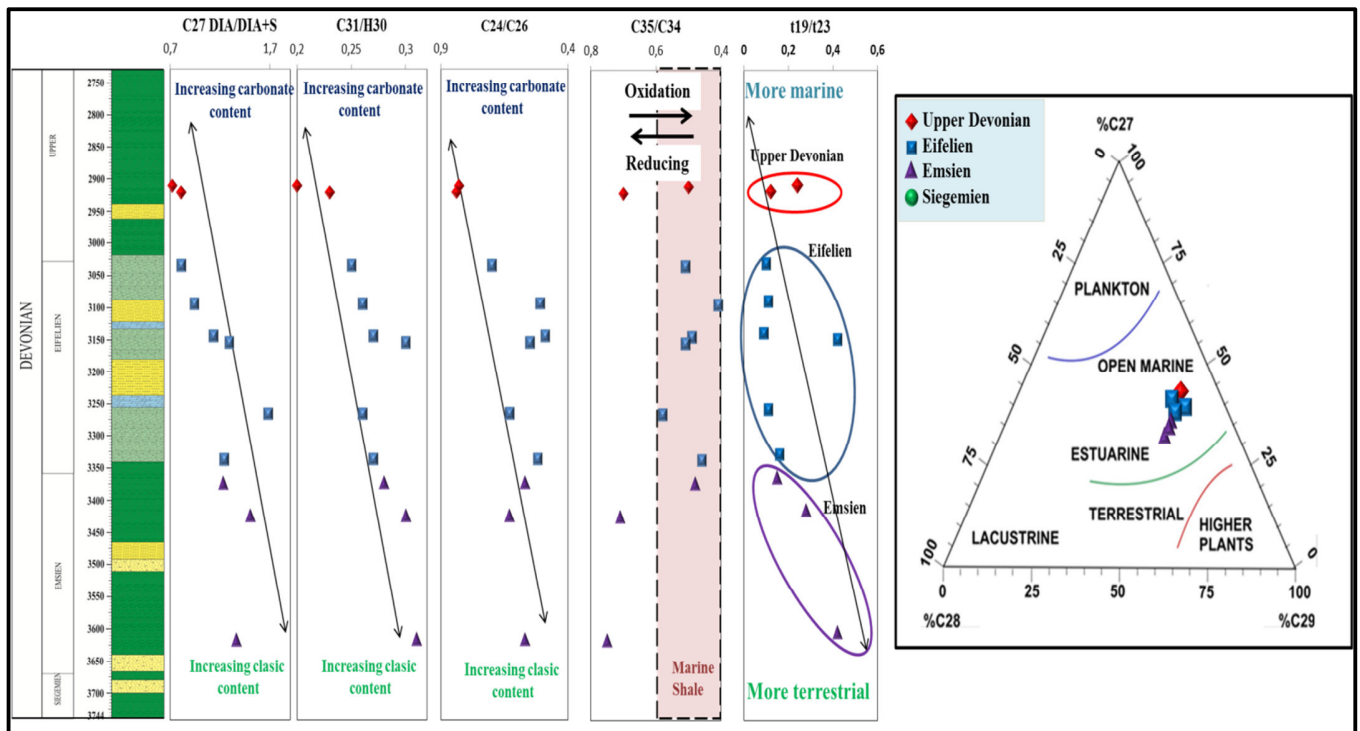 C27 DIA/DIA+S
C31/H30
C24/C26
C35/C34
t19/t23
0,7
1,7
0,2
0,25
0,3
0,9
0,4
0,8
0,6
0,4
0
0,2
0,4
0,6
DEVONIAN
UPPER
EIFELIEN
EMSIEN
SIEGEMIEN
2750
2800
2850
2900
2950
3000
3050
3100
3150
3200
3250
3300
3350
3400
3450
3500
3550
3600
3650
3700
3744
Increasing carbonate
content
Increasing clasic
content
Increasing carbonate
content
Increasing clasic
content
Increasing carbonate
content
Increasing clasic
content
Oxidation
Reducing
Marine
Shale
More marine
Upper Devonian
Eifelien
Emsien
More terrestrial
Upper Devonian
Eifelien
Emsien
Siegemien
%C27
0
100
25
75
PLANKTON
50
50
OPEN MARINE
75
25
ESTUARINE
TERRESTRIAL
LACUSTRINE
HIGHER
PLANTS
100
0
0
25
50
75
100
%C28
%C29